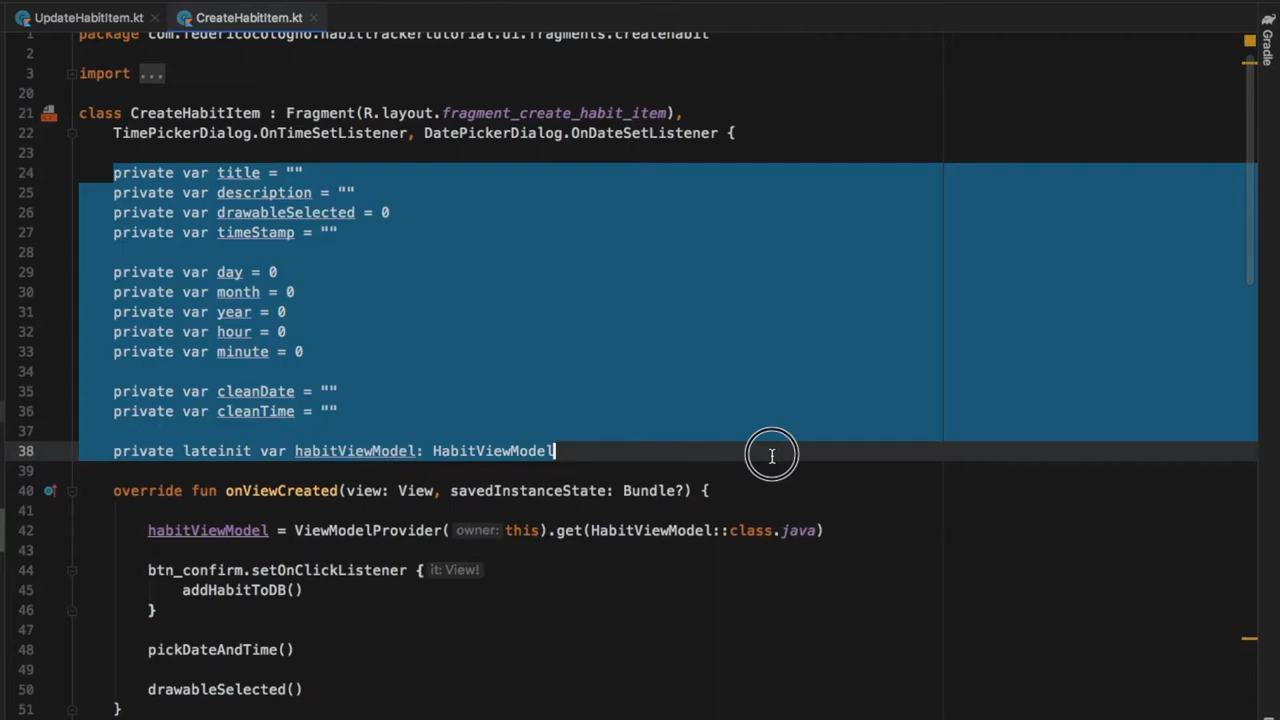 UpdateHabitItem.kt
CreateHabitItem.kt
1 package com.federicocotogno.habittrackertutorial.ui.fragments.createhabit
2
3 import ...
20
21 class CreateHabitItem : Fragment(R.layout.fragment_create_habit_item),
22 TimePickerDialog.OnTimeSetListener, DatePickerDialog.OnDateSetListener {
23
24 private var title = ""
25 private var description = ""
26 private var drawableSelected = 0
27 private var timeStamp = ""
28
29 private var day = 0
30 private var month = 0
31 private var year = 0
32 private var hour = 0
33 private var minute = 0
34
35 private var cleanDate = ""
36 private var cleanTime = ""
37
38 private lateinit var habitViewModel: HabitViewModel
39
40 override fun onViewCreated(view: View, savedInstanceState: Bundle?) {
41
42 habitViewModel = ViewModelProvider( owner: this).get(HabitViewModel::class.java)
43
44 btn_confirm.setOnClickListener { it: View!
45 addHabitToDB()
46 }
47
48 pickDateAndTime()
49
50 drawableSelected()
51 }
Gradle